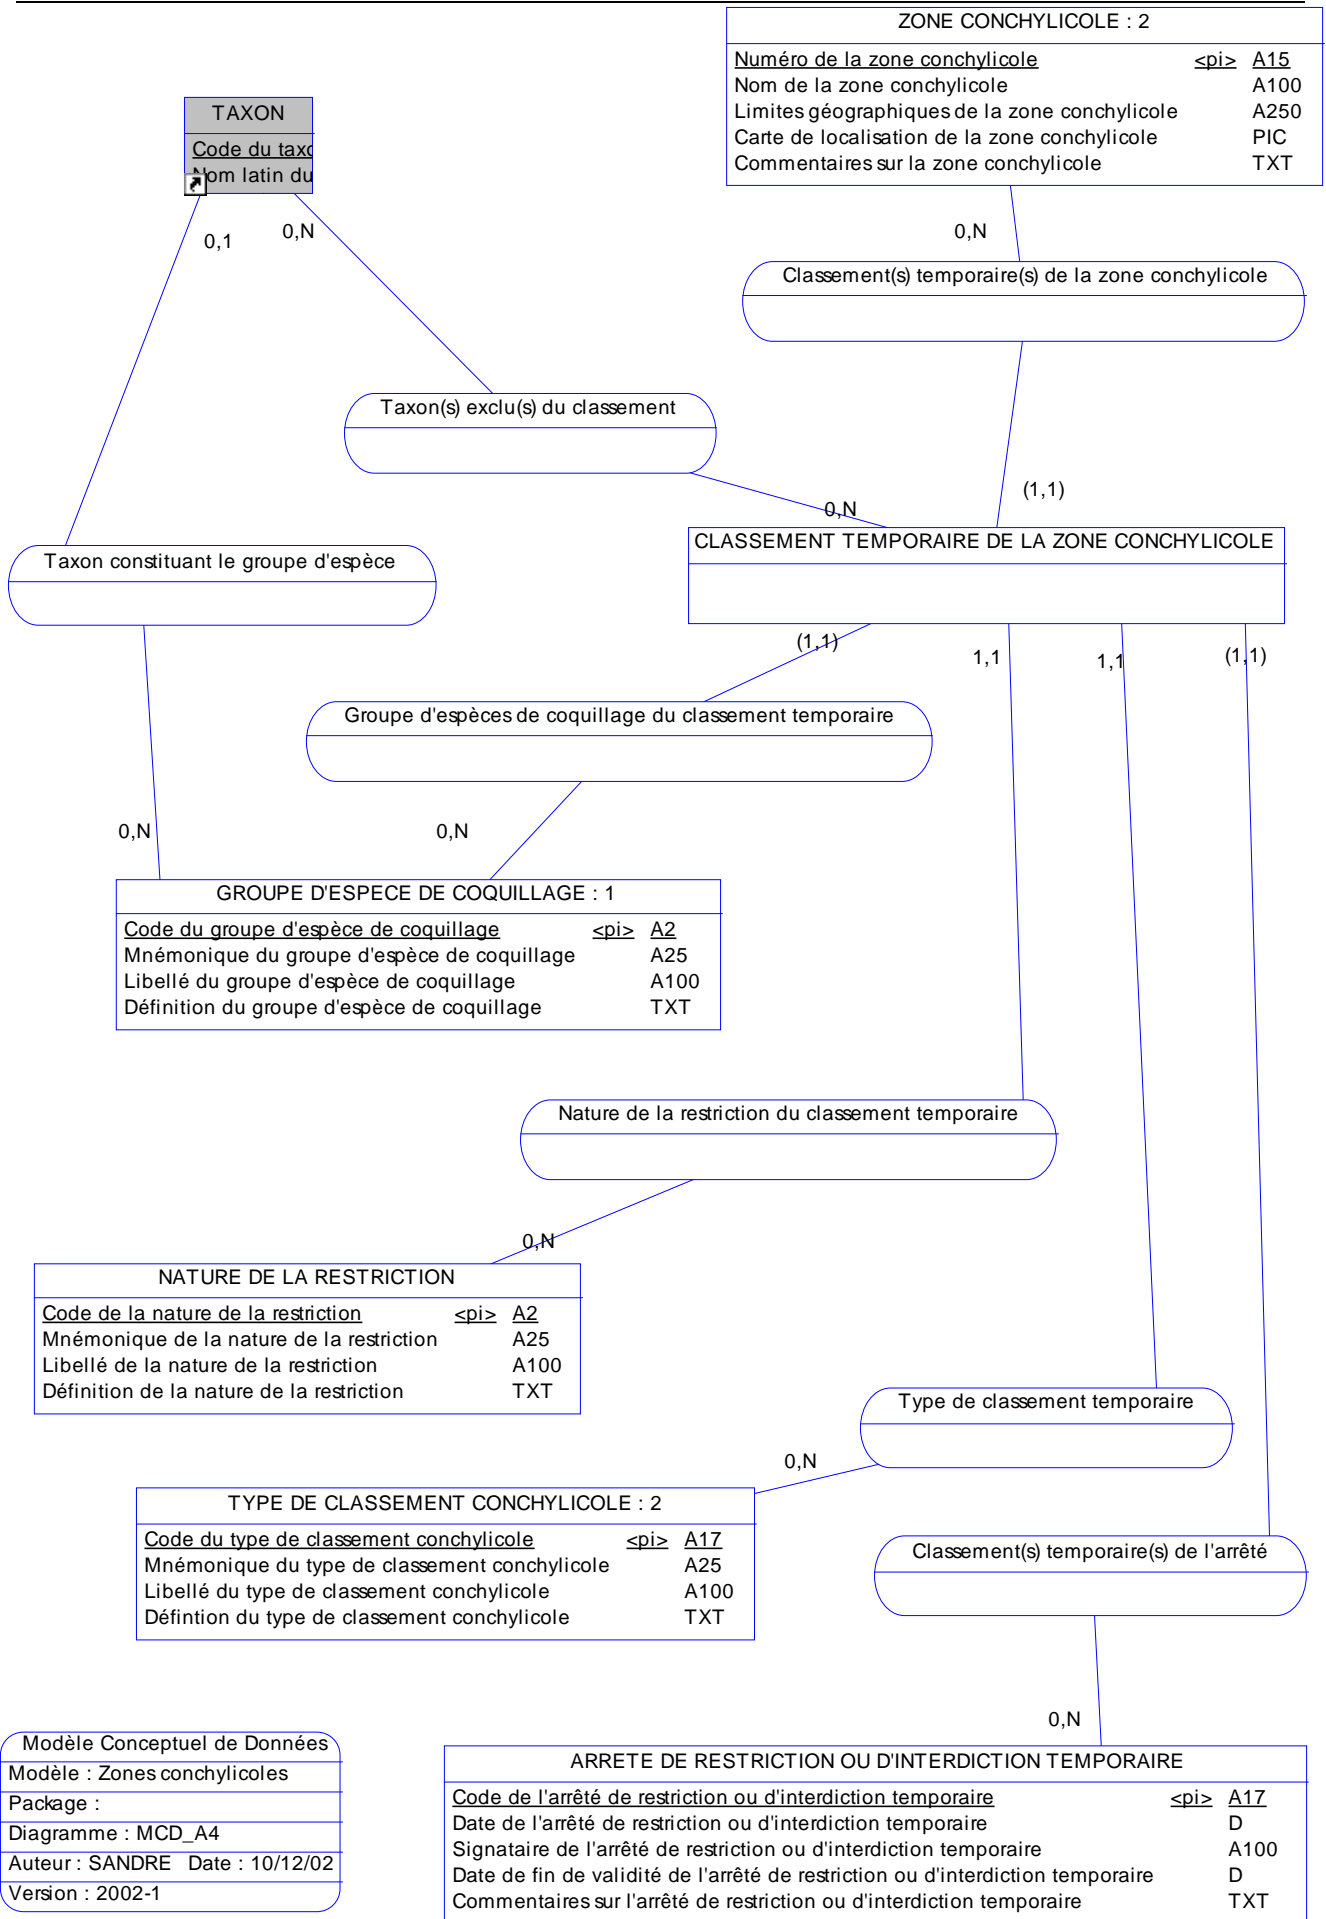 ZONE CONCHYLICOLE : 2
Numéro de la zone conchylicole <pi> A15
Nom de la zone conchylicole A100
Limites géographiques de la zone conchylicole A250
Carte de localisation de la zone conchylicole PIC
Commentaires sur la zone conchylicole TXT
TAXON
Code du taxo
Nom latin du
0,1
0,N
0,N
Classement(s) temporaire(s) de la zone conchylicole
Taxon(s) exclu(s) du classement
0,N
(1,1)
CLASSEMENT TEMPORAIRE DE LA ZONE CONCHYLICOLE
Taxon constituant le groupe d'espèce
(1,1)
1,1
1,1
(1,1)
Groupe d'espèces de coquillage du classement temporaire
0,N
0,N
GROUPE D'ESPECE DE COQUILLAGE : 1
Code du groupe d'espèce de coquillage <pi> A2
Mnémonique du groupe d'espèce de coquillage A25
Libellé du groupe d'espèce de coquillage A100
Définition du groupe d'espèce de coquillage TXT
Nature de la restriction du classement temporaire
0,N
NATURE DE LA RESTRICTION
Code de la nature de la restriction <pi> A2
Mnémonique de la nature de la restriction A25
Libellé de la nature de la restriction A100
Définition de la nature de la restriction TXT
Type de classement temporaire
0,N
TYPE DE CLASSEMENT CONCHYLICOLE : 2
Code du type de classement conchylicole <pi> A17
Mnémonique du type de classement conchylicole A25
Libellé du type de classement conchylicole A100
Défintion du type de classement conchylicole TXT
Classement(s) temporaire(s) de l'arrêté
0,N
ARRETE DE RESTRICTION OU D'INTERDICTION TEMPORAIRE
Code de l'arrêté de restriction ou d'interdiction temporaire <pi> A17
Date de l'arrêté de restriction ou d'interdiction temporaire D
Signataire de l'arrêté de restriction ou d'interdiction temporaire A100
Date de fin de validité de l'arrêté de restriction ou d'interdiction temporaire D
Commentaires sur l'arrêté de restriction ou d'interdiction temporaire TXT
Modèle Conceptuel de Données
Modèle : Zones conchylicoles
Package :
Diagramme : MCD_A4
Auteur : SANDRE Date : 10/12/02
Version : 2002-1